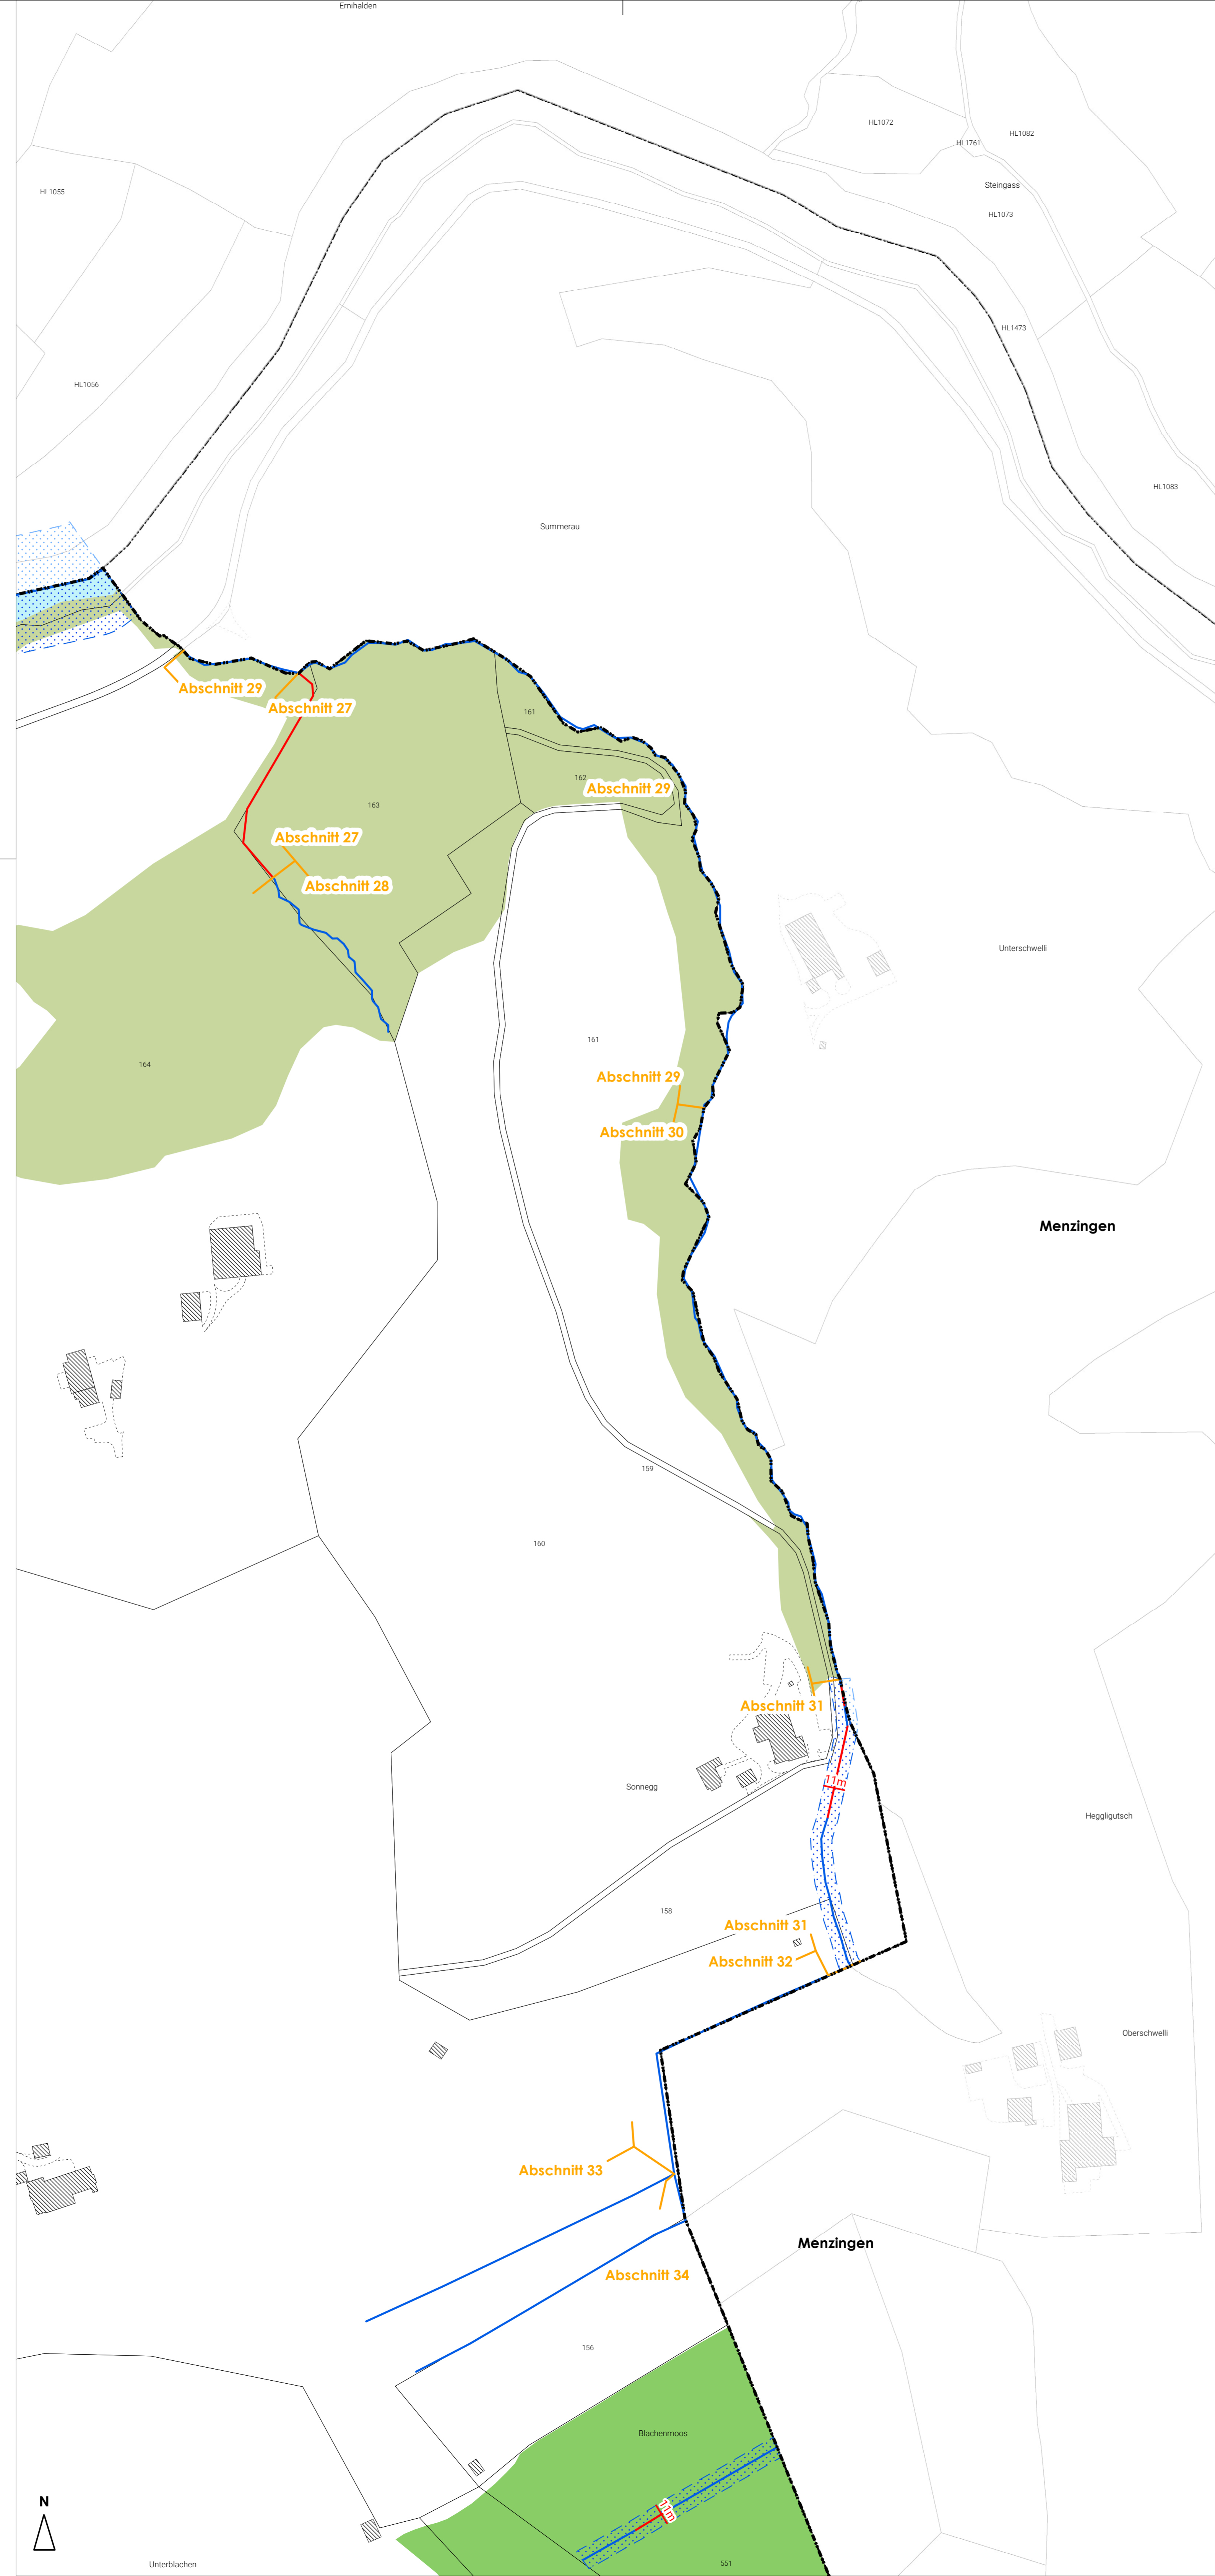 Ernihalden
HL1072
HL1082
HL1761
Steingass
HL1055
HL1073
HL1473
HL1056
HL1083
Summerau
Abschnitt 29
Abschnitt 27
161
162
Abschnitt 29
163
Abschnitt 27
Abschnitt 28
Unterschwelli
161
164
Abschnitt 29
Abschnitt 30
Menzingen
159
160
Abschnitt 31
11m
Sonnegg
Heggligutsch
158
Abschnitt 31
Abschnitt 32
Oberschwelli
Abschnitt 33
Menzingen
Abschnitt 34
156
Blachenmoos
N
11m
Unterblachen
551